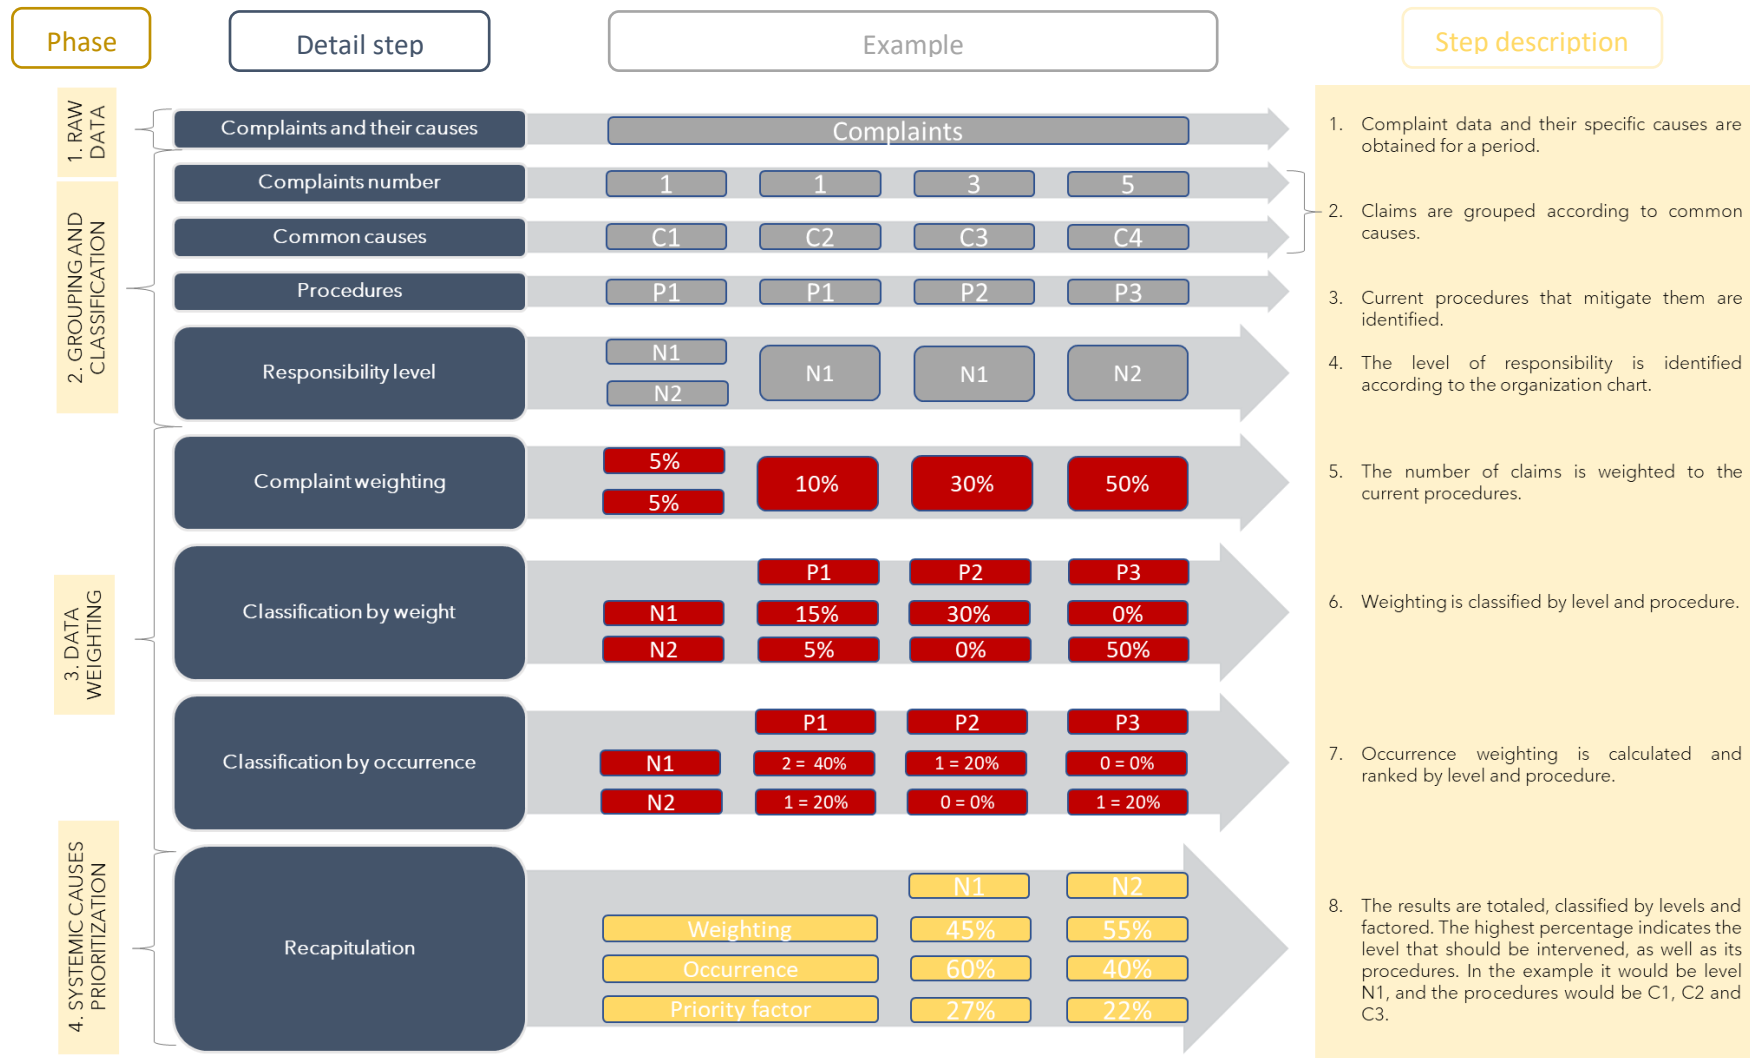 Phase
Detail step
Example
Step description
1. RAW
DATA
Complaints and their causes
Complaints
1. Complaint data and their specific causes are
obtained for a period.
2. GROUPING AND
CLASSIFICATION
Complaints number
1 1 3 5
Common causes
C1 C2 C3 C4
2. Claims are grouped according to common
causes.
Procedures
P1 P1 P2 P3
3. Current procedures that mitigate them are
identified.
Responsibility level
N1
N2
N1 N1 N2
4. The level of responsibility is identified
according to the organization chart.
3. DATA
WEIGHTING
Complaint weighting
5%
5%
10% 30% 50%
5. The number of claims is weighted to the
current procedures.
Classification by weight
P1 P2 P3
N1 15% 30% 0%
N2 5% 0% 50%
6. Weighting is classified by level and procedure.
Classification by occurrence
P1 P2 P3
N1 2 = 40% 1 = 20% 0 = 0%
N2 1 = 20% 0 = 0% 1 = 20%
7. Occurrence weighting is calculated and
ranked by level and procedure.
4. SYSTEMIC CAUSES
PRIORITIZATION
Recapitulation
N1 N2
Weighting 45% 55%
Occurrence 60% 40%
Priority factor 27% 22%
8. The results are totaled, classified by levels and
factored. The highest percentage indicates the
level that should be intervened, as well as its
procedures. In the example it would be level
N1, and the procedures would be C1, C2 and
C3.